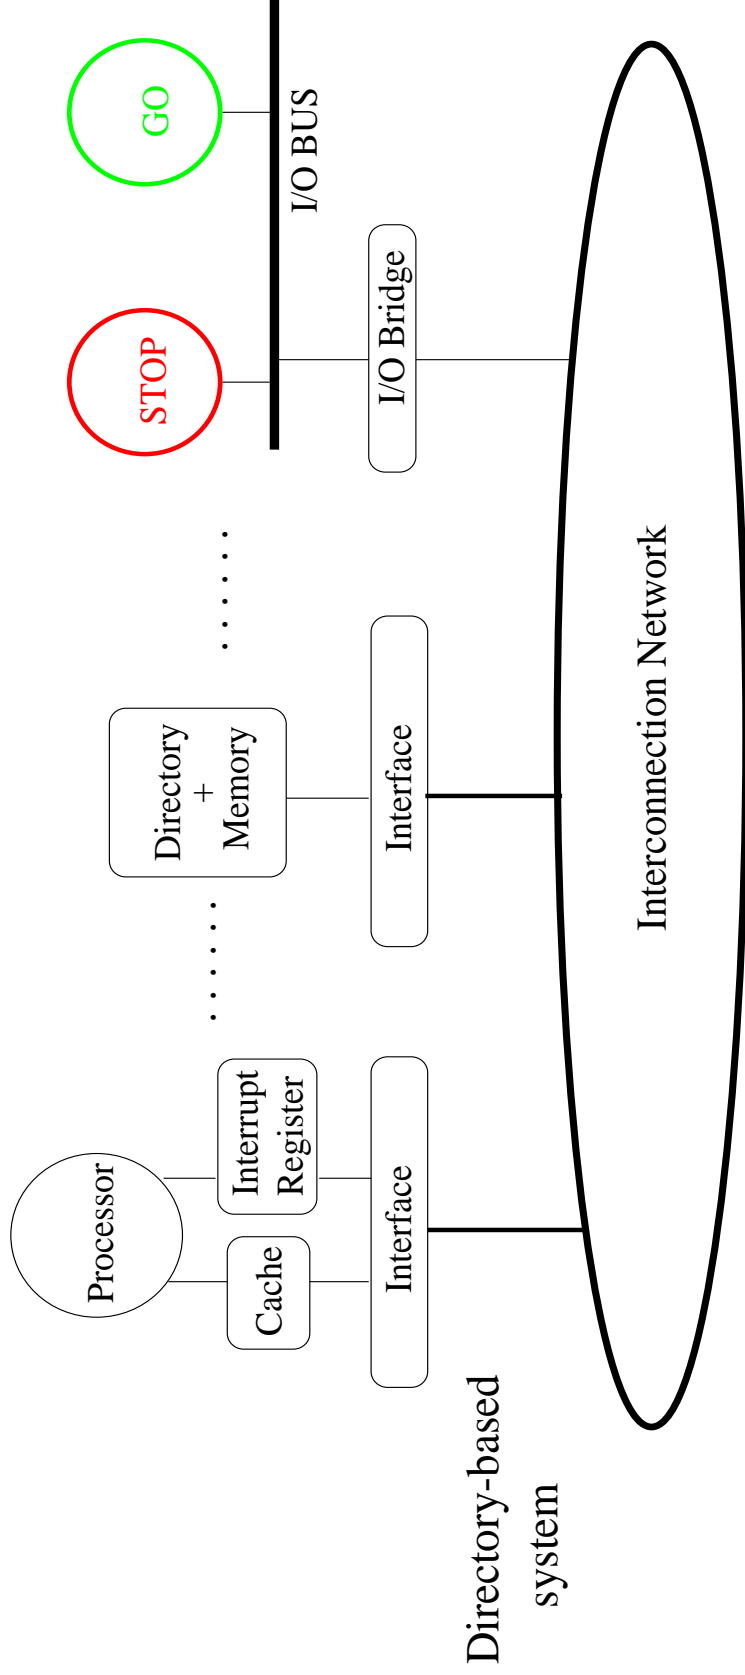 Processor
Cache
Interrupt
Register
Interface
Directory
+
Memory
Interface
STOP
GO
I/O BUS
I/O Bridge
Interconnection Network
Directory-based
system